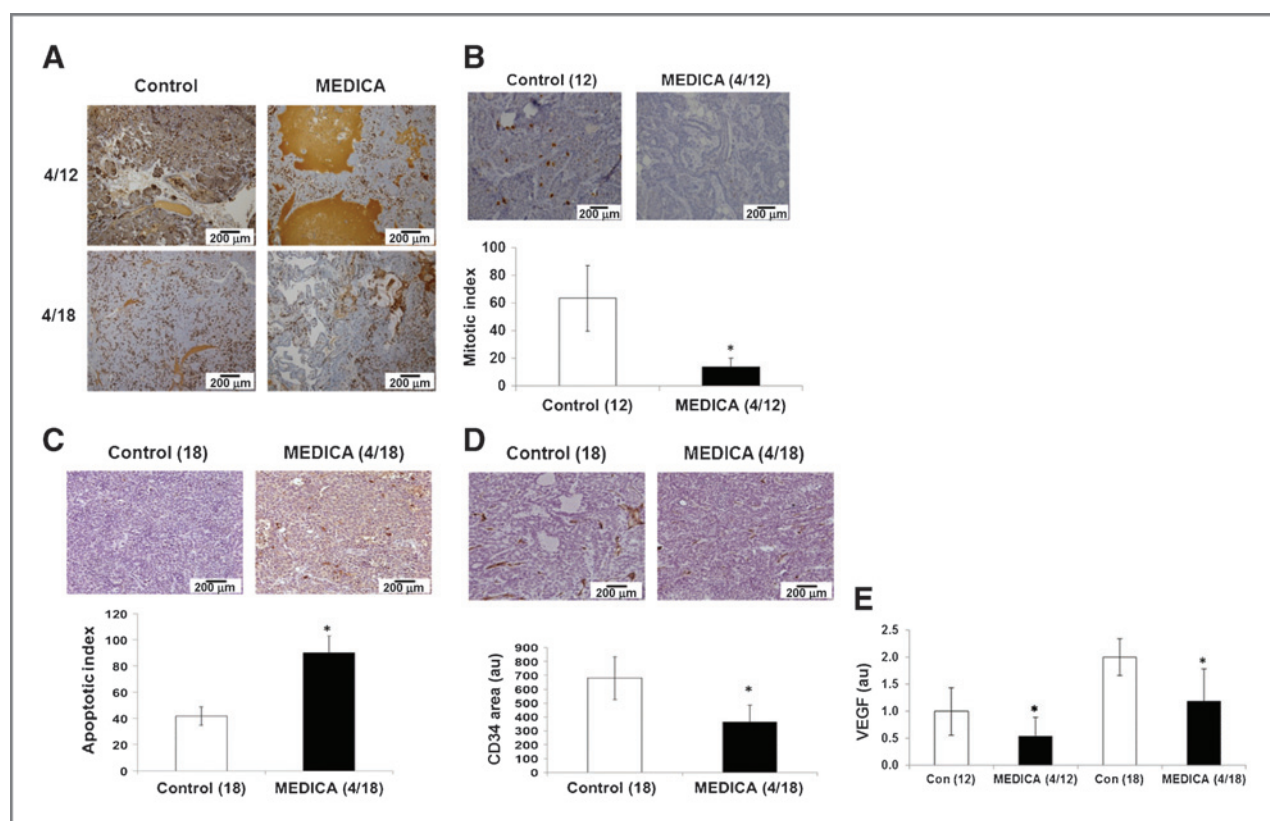 A
Control MEDICA
4/12
200 μm 200 μm
4/18
200 μm 200 μm
B
Control (12) MEDICA (4/12)
200 μm 200 μm
Mitotic index
100
80
60
40
20
0
*
Control (12) MEDICA (4/12)
C
Control (18) MEDICA (4/18)
200 μm 200 μm
Apoptotic index
120
100
80
60
40
20
0
*
Control (18) MEDICA (4/18)
D
Control (18) MEDICA (4/18)
200 μm 200 μm
CD34 area (au)
900
800
700
600
500
400
300
200
100
0
*
Control (18) MEDICA (4/18)
E
VEGF (au)
2.5
2.0
1.5
1.0
0.5
0.0
* *
Con (12) MEDICA (4/12) Con (18) MEDICA (4/18)